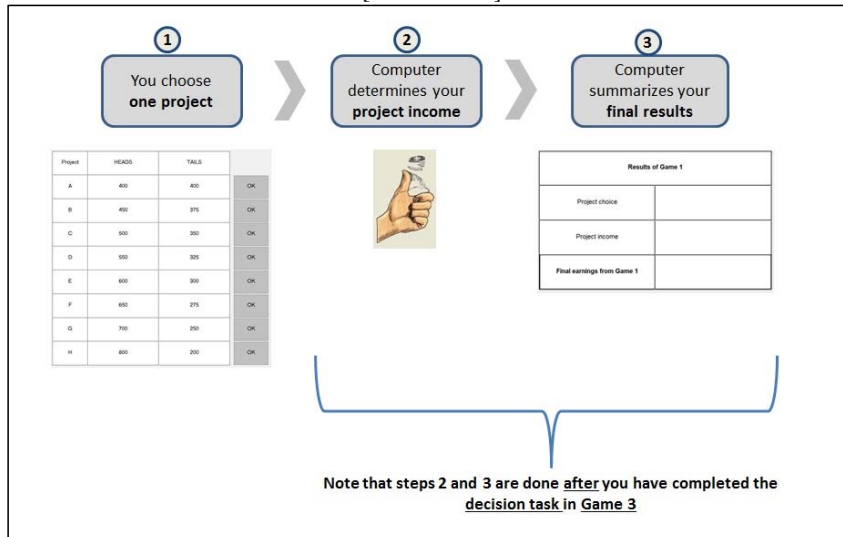 1
You choose
one project
2
Computer
determines your
project income
3
Computer
summarizes your
final results
Project HEADS TAILS
A 400 400 OK
B 450 375 OK
C 500 350 OK
D 550 325 OK
E 600 300 OK
F 650 275 OK
G 700 250 OK
H 800 200 OK
Results of Game 1
Project choice
Project income
Final earnings from Game 1
Note that steps 2 and 3 are done after you have completed the
decision task in Game 3